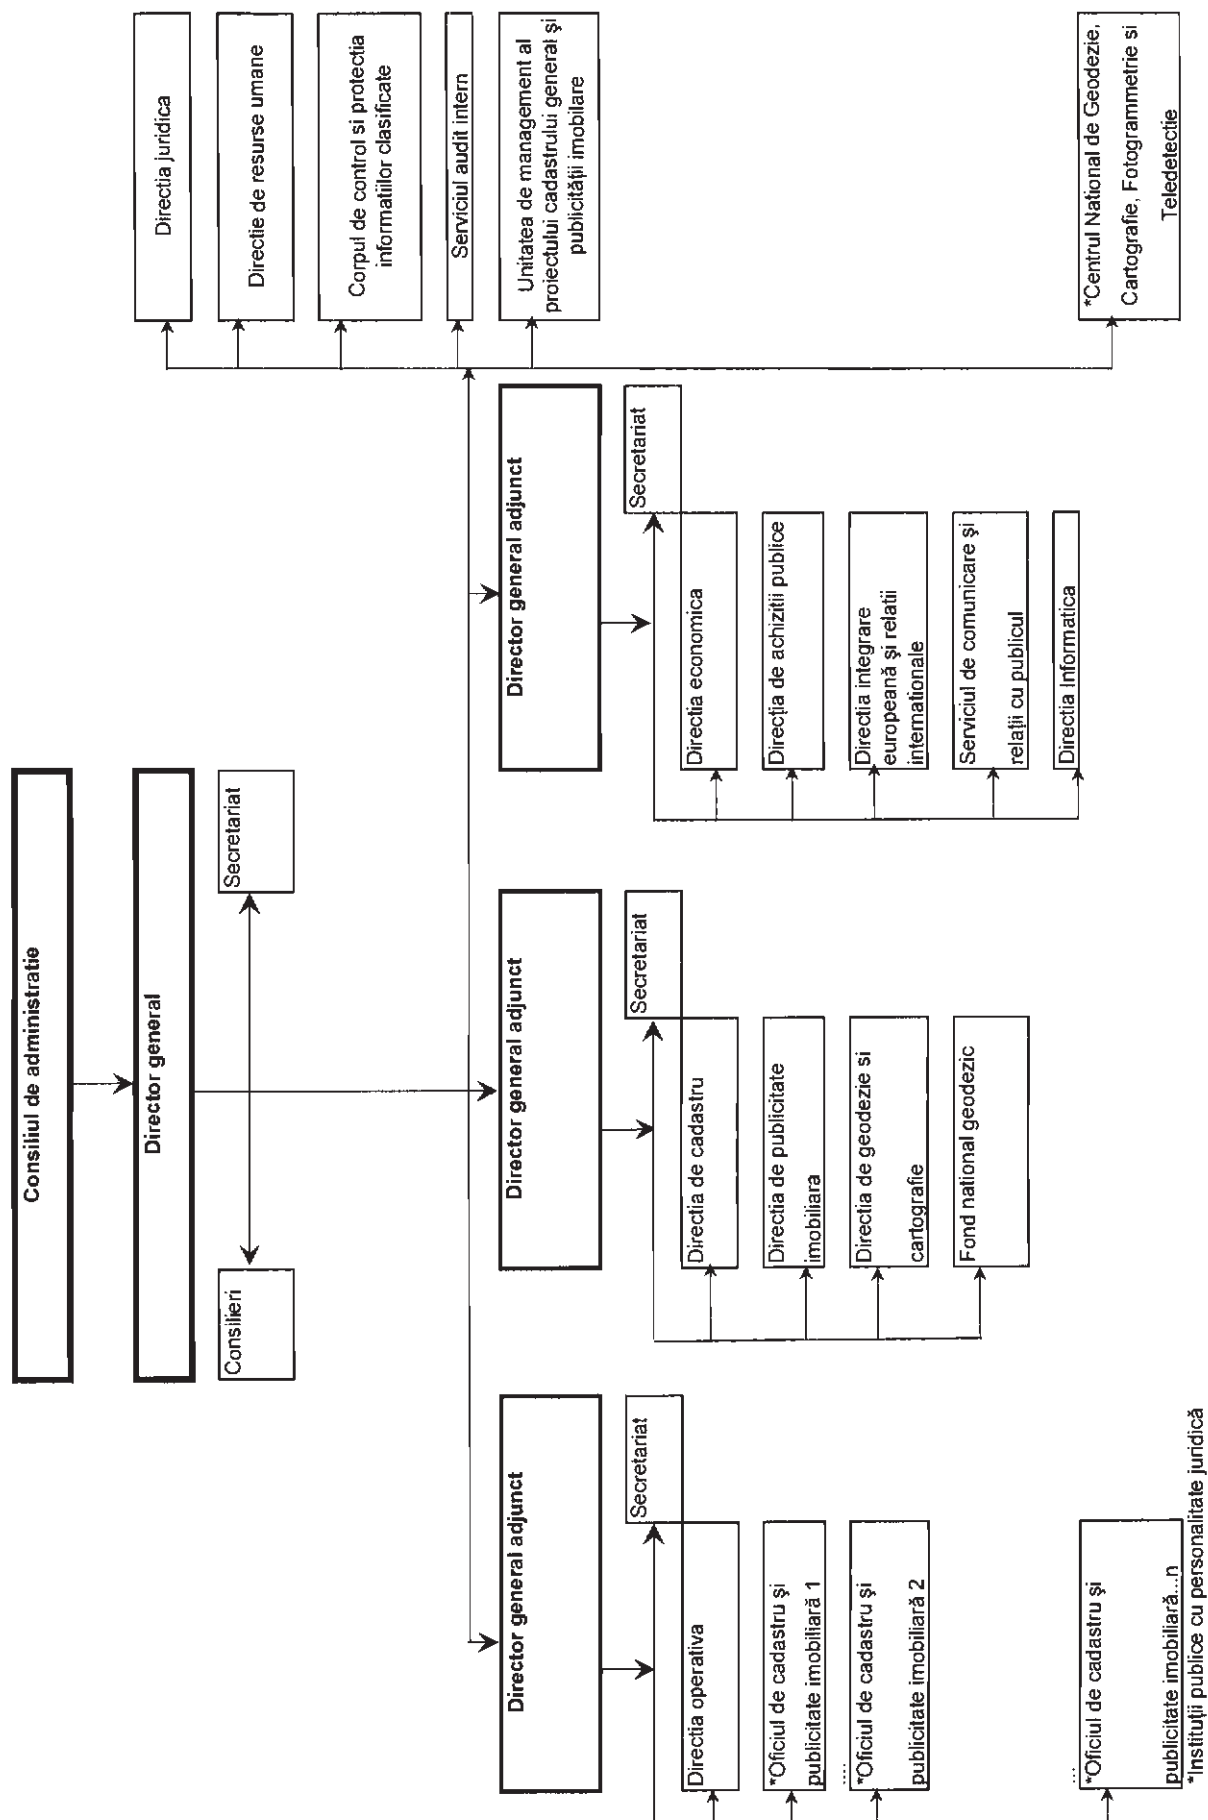 Consiliul de administratie
Director general
Consilieri
Secretariat
Director general adjunct
Secretariat
Directia operativa
*Oficiul de cadastru şi
publicitate imobiliară 1
....
*Oficiul de cadastru şi
publicitate imobiliară 2
...
*Oficiul de cadastru şi
publicitate imobiliară...n
*Instituţii publice cu personalitate juridică
Director general adjunct
Secretariat
Directia de cadastru
Directia de publicitate
imobiliara
Directia de geodezie si
cartografie
Fond national geodezic
Director general adjunct
Secretariat
Directia economica
Direcţia de achizitii publice
Directia integrare
europeană şi relatii
internationale
Serviciul de comunicare şi
relaţii cu publicul
Directia Informatica
Directia juridica
Directie de resurse umane
Corpul de control si protectia
informatiilor clasificate
Serviciul audit intern
Unitatea de management al
proiectului cadastrului general şi
publicităţii imobilare
*Centrul National de Geodezie,
Cartografie, Fotogrammetrie si
Teledetectie